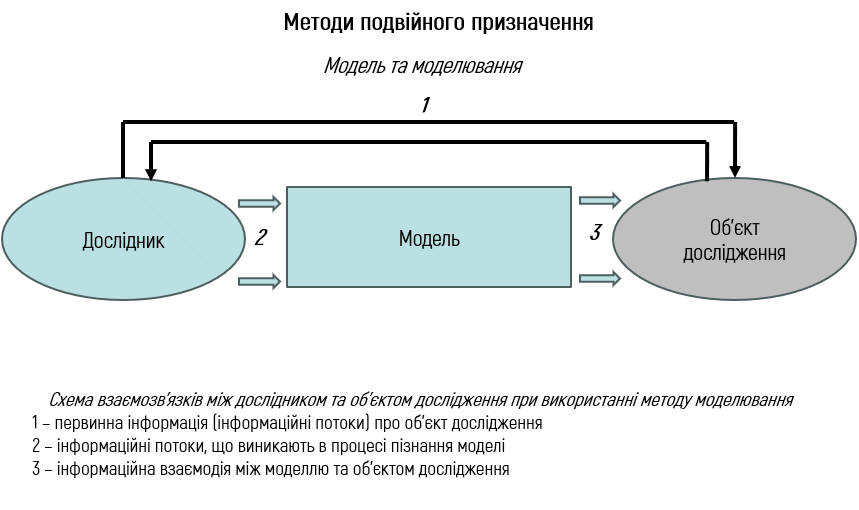 Методи подвійного призначення
Модель та моделювання
1
Дослідник
2
Модель
3
Об'єкт
дослідження
Схема взаємозв'язків між дослідником та об'єктом дослідження при використанні методу моделювання
1 – первинна інформація (інформаційні потоки) про об'єкт дослідження
2 – інформаційні потоки, що виникають в процесі пізнання моделі
3 – інформаційна взаємодія між моделлю та об'єктом дослідження